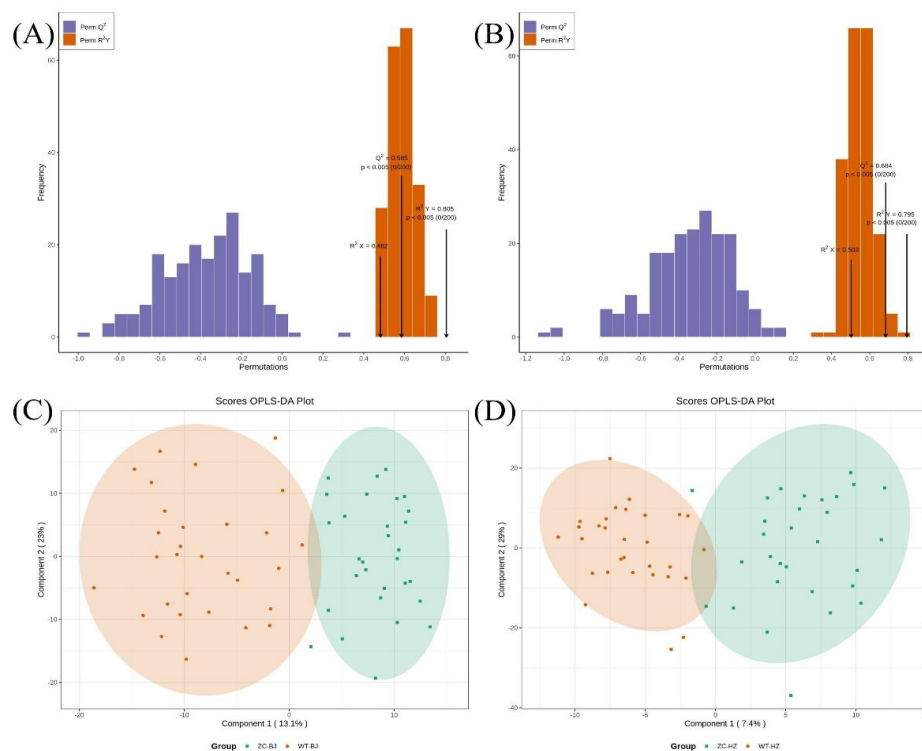 (A)
Perm Q²
Perm R²Y
60
40
20
0
Frequency
Q² = 0.585
p < 0.005 (0/200)
R² Y = 0.805
p < 0.005 (0/200)
R² X = 0.482
-1.0 -0.8 -0.6 -0.4 -0.2 0.0 0.2 0.4 0.6 0.8
Permutations
(B)
Perm Q²
Perm R²Y
60
40
20
0
Frequency
Q² = 0.684
p < 0.005 (0/200)
R² Y = 0.795
p < 0.005 (0/200)
R² X = 0.503
-1.2 -1.0 -0.8 -0.6 -0.4 -0.2 0.0 0.2 0.4 0.6 0.8
Permutations
(C)
Scores OPLS-DA Plot
20
10
0
-10
-20
Component 2 ( 23% )
-20 -10 0 10
Component 1 ( 13.1% )
Group ZC-BJ WT-BJ
(D)
Scores OPLS-DA Plot
20
0
-20
-40
Component 2 ( 29% )
-10 -5 0 5 10
Component 1 ( 7.4% )
Group ZC-HZ WT-HZ